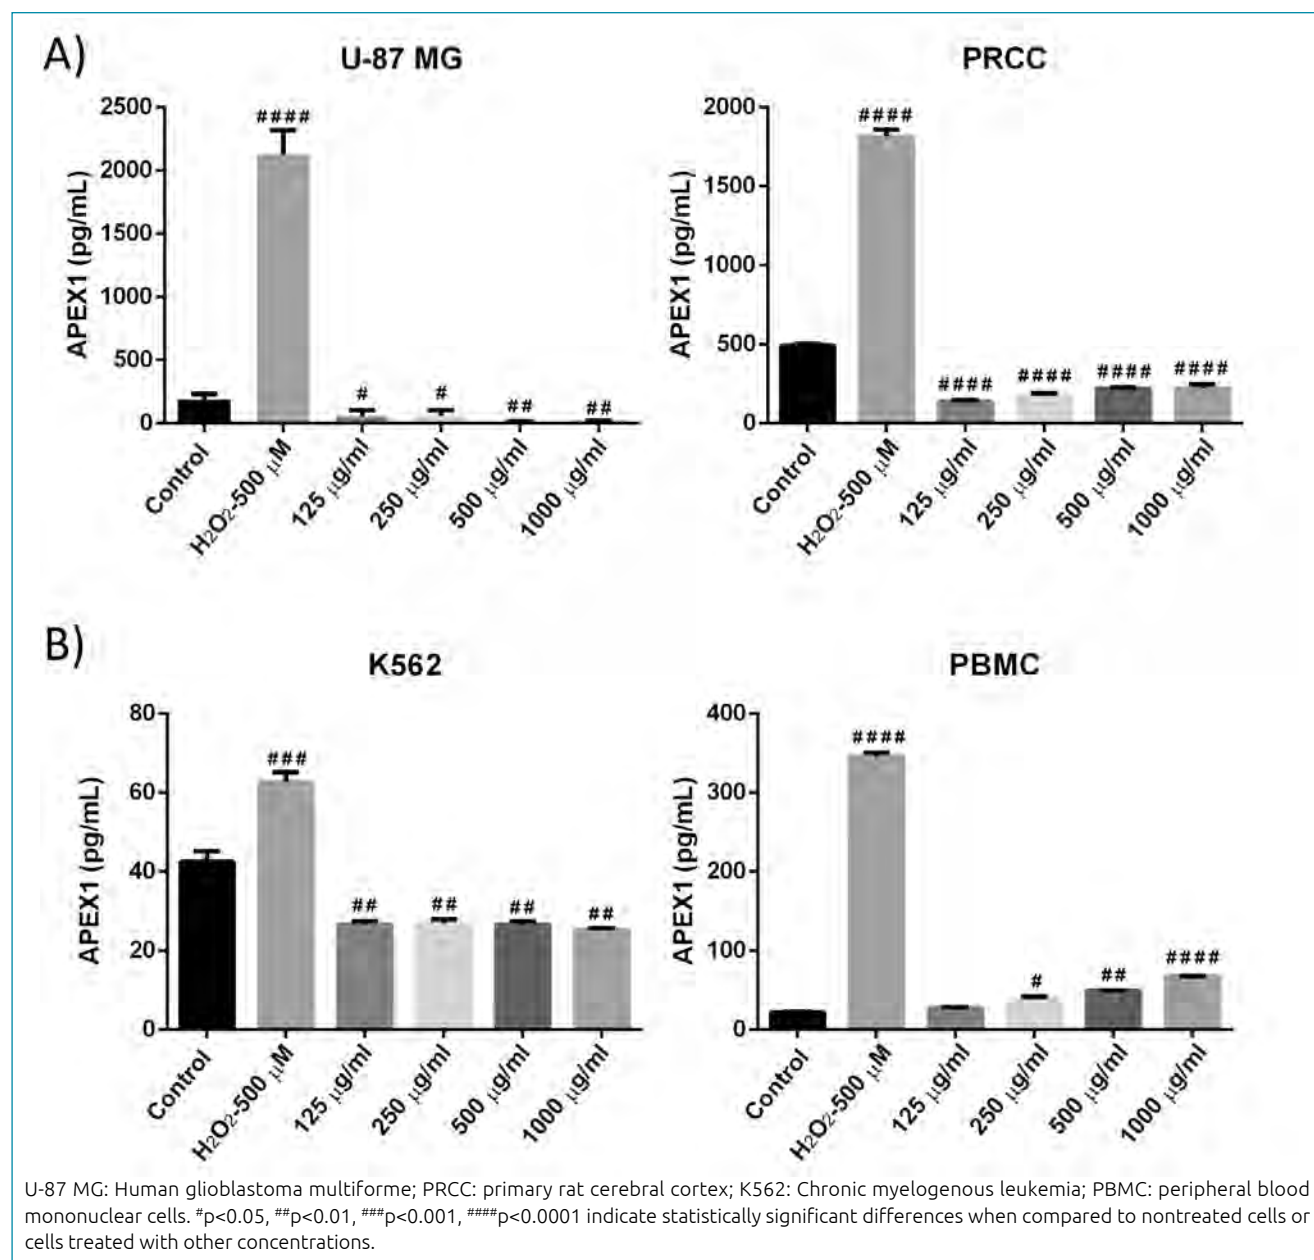 A)
U-87 MG
APEX1 (pg/mL)
2500
2000
1500
1000
500
0
####
#
#
##
##
Control
H₂O₂-500 μM
125 μg/ml
250 μg/ml
500 μg/ml
1000 μg/ml
PRCC
APEX1 (pg/mL)
2000
1500
1000
500
0
####
####
####
####
####
Control
H₂O₂-500 μM
125 μg/ml
250 μg/ml
500 μg/ml
1000 μg/ml
B)
K562
APEX1 (pg/mL)
80
60
40
20
0
###
##
##
##
##
Control
H₂O₂-500 μM
125 μg/ml
250 μg/ml
500 μg/ml
1000 μg/ml
PBMC
APEX1 (pg/mL)
400
300
200
100
0
####
#
##
####
Control
H₂O₂-500 μM
125 μg/ml
250 μg/ml
500 μg/ml
1000 μg/ml
U-87 MG: Human glioblastoma multiforme; PRCC: primary rat cerebral cortex; K562: Chronic myelogenous leukemia; PBMC: peripheral blood
mononuclear cells. #p<0.05, ##p<0.01, ###p<0.001, ####p<0.0001 indicate statistically significant differences when compared to nontreated cells or
cells treated with other concentrations.